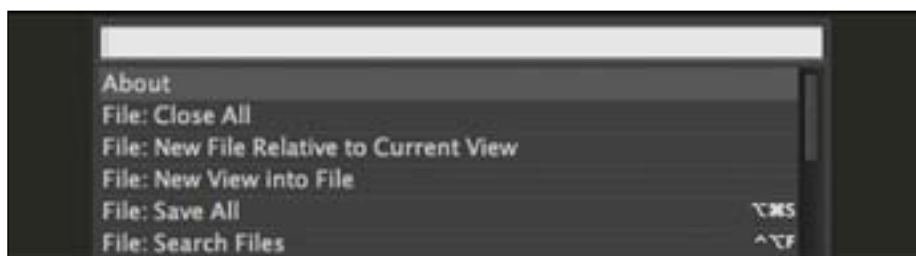 About
File: Close All
File: New File Relative to Current View
File: New View into File
File: Save All ⌥⌘S
File: Search Files ^⌥F